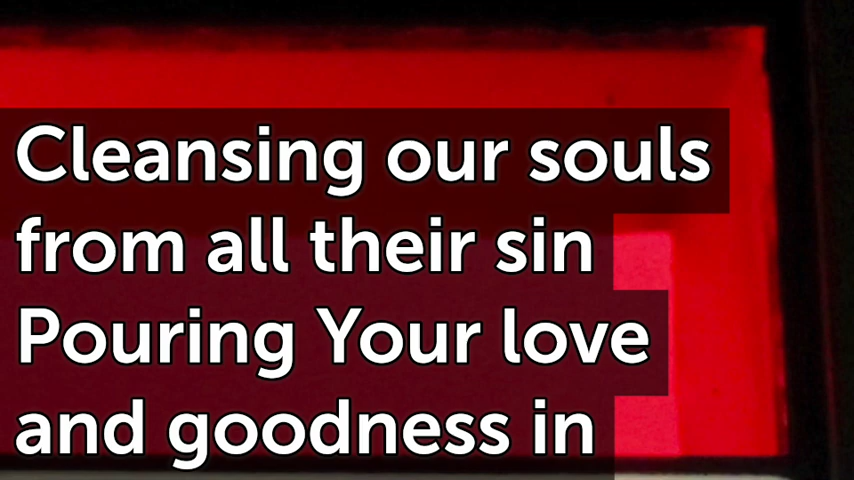 Cleansing our souls
from all their sin
Pouring Your love
and goodness in